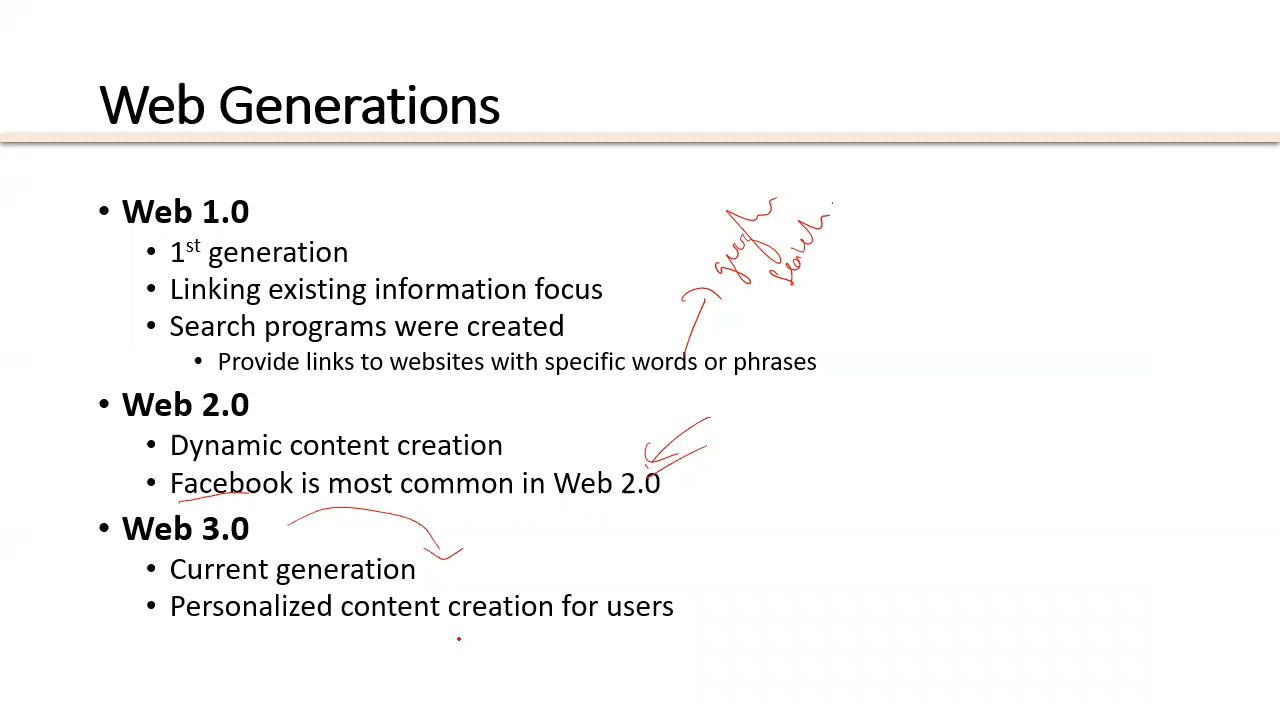 Web Generations
• Web 1.0
• 1st generation
• Linking existing information focus
• Search programs were created
• Provide links to websites with specific words or phrases
• Web 2.0
• Dynamic content creation
• Facebook is most common in Web 2.0
• Web 3.0
• Current generation
• Personalized content creation for users
search